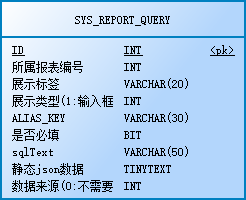 SYS_REPORT_QUERY
ID INT <pk>
所属报表编号 INT
展示标签 VARCHAR(20)
展示类型(1:输入框 INT
ALIAS_KEY VARCHAR(30)
是否必填 BIT
sqlText VARCHAR(50)
静态json数据 TINYTEXT
数据来源(0:不需要 INT